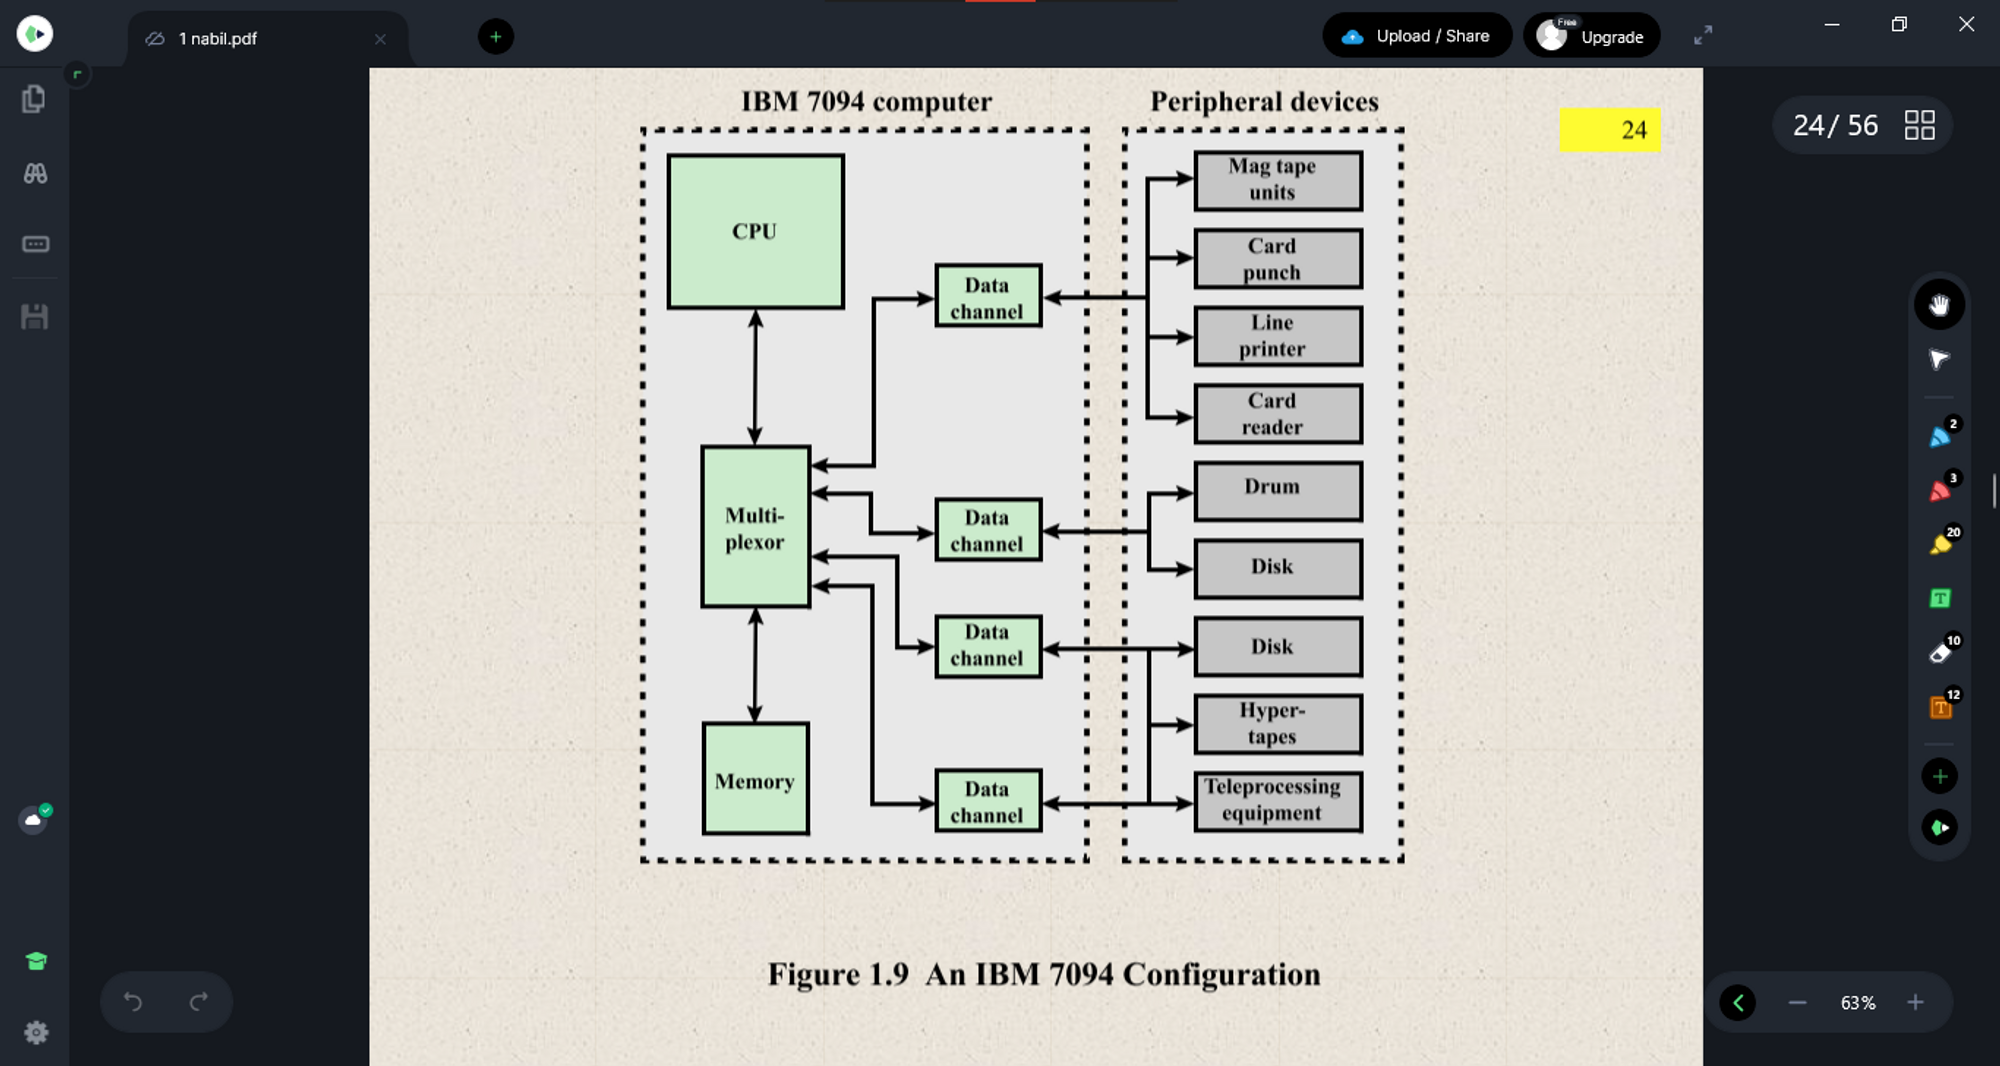 1 nabil.pdf
Upload / Share
Free
Upgrade
IBM 7094 computer
Peripheral devices
24
24/ 56
CPU
Data
channel
Multi-
plexor
Data
channel
Data
channel
Memory
Data
channel
Mag tape
units
Card
punch
Line
printer
Card
reader
Drum
Disk
Disk
Hyper-
tapes
Teleprocessing
equipment
Figure 1.9 An IBM 7094 Configuration
2
3
20
T
10
12
T
63%